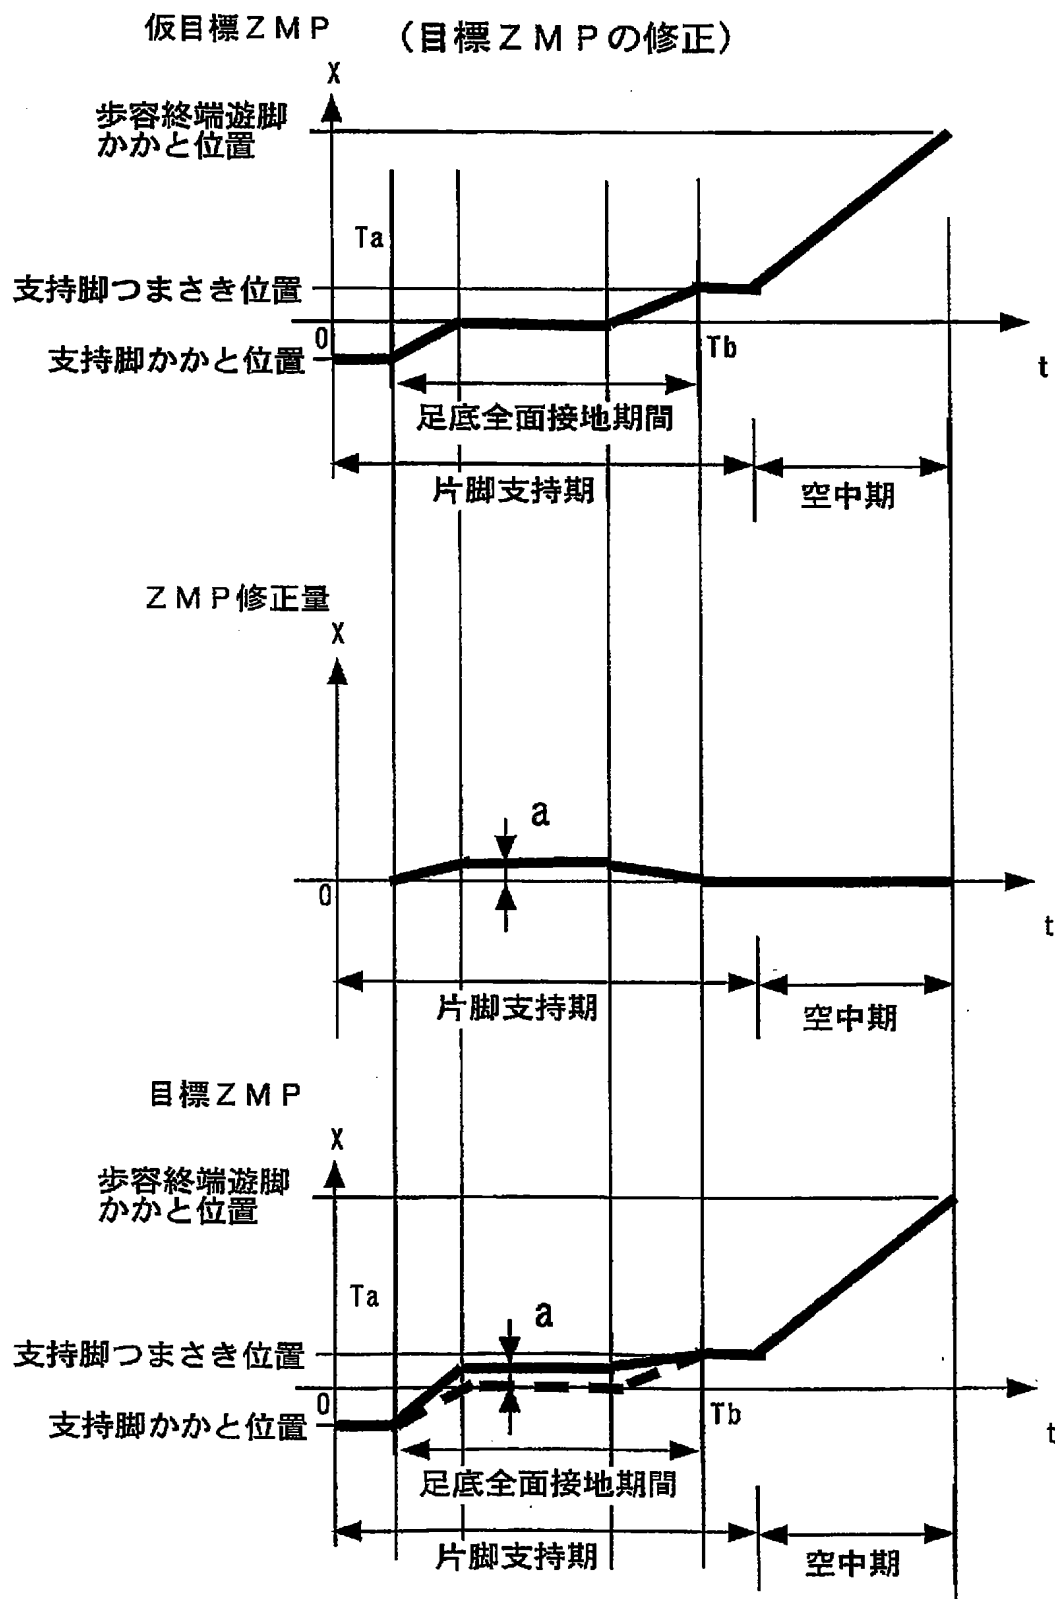 仮目標ZMP (目標ZMPの修正)
X
歩容終端遊脚
かかと位置
Ta
支持脚つまさき位置
0
支持脚かかと位置
Tb
t
足底全面接地期間
片脚支持期
空中期
ZMP修正量
X
a
0
t
片脚支持期
空中期
目標ZMP
X
歩容終端遊脚
かかと位置
Ta
a
支持脚つまさき位置
0
支持脚かかと位置
Tb
t
足底全面接地期間
片脚支持期
空中期